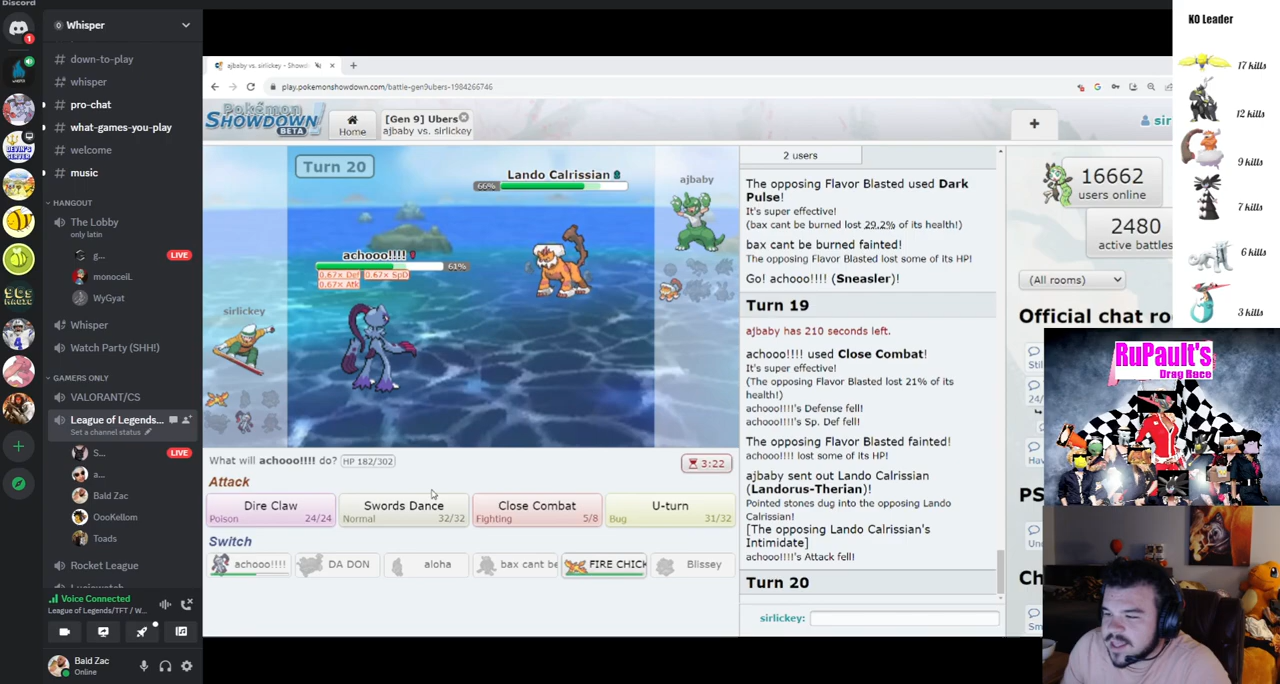 Discord
Whisper
# down-to-play
# whisper
# pro-chat
# what-games-you-play
# welcome
# music
HANGOUT
The Lobby
only latin
g... LIVE
monoceiL
WyGyat
Whisper
Watch Party (SHH!)
GAMERS ONLY
VALORANT/CS
League of Legends...
Set a channel status
S... LIVE
a...
Bald Zac
OooKellom
Toads
Rocket League
Voice Connected
League of Legends/TFT / W...
Bald Zac
Online
ajbaby vs. sirlickey - Showd
play.pokemonshowdown.com/battle-gen9ubers-1984266746
Pokémon
SHOWDOWN!
BETA
Home
[Gen 9] Ubers
ajbaby vs. sirlickey
+
sir
Turn 20
Lando Calrissian
66%
ajbaby
achooo!!!!
61%
0.67× Def 0.67× SpD
0.67× Atk
sirlickey
What will achooo!!!! do? HP 182/302
3:22
Attack
Dire Claw
Poison 24/24
Swords Dance
Normal 32/32
Close Combat
Fighting 5/8
U-turn
Bug 31/32
Switch
achooo!!!!
DA DON
aloha
bax cant be
FIRE CHICK
Blissey
2 users
The opposing Flavor Blasted used Dark
Pulse!
It's super effective!
(bax cant be burned lost 29.2% of its health!)
bax cant be burned fainted!
The opposing Flavor Blasted lost some of its HP!
Go! achooo!!!! (Sneasler)!
Turn 19
ajbaby has 210 seconds left.
achooo!!!! used Close Combat!
It's super effective!
(The opposing Flavor Blasted lost 21% of its
health!)
achooo!!!!'s Defense fell!
achooo!!!!'s Sp. Def fell!
The opposing Flavor Blasted fainted!
achooo!!!! lost some of its HP!
ajbaby sent out Lando Calrissian
(Landorus-Therian)!
Pointed stones dug into the opposing Lando
Calrissian!
[The opposing Lando Calrissian's
Intimidate]
achooo!!!!'s Attack fell!
Turn 20
sirlickey:
16662
users online
2480
active battles
(All rooms)
Official chat roo
KO Leader
17 kills
12 kills
9 kills
7 kills
6 kills
3 kills
RuPault's
Drag Race